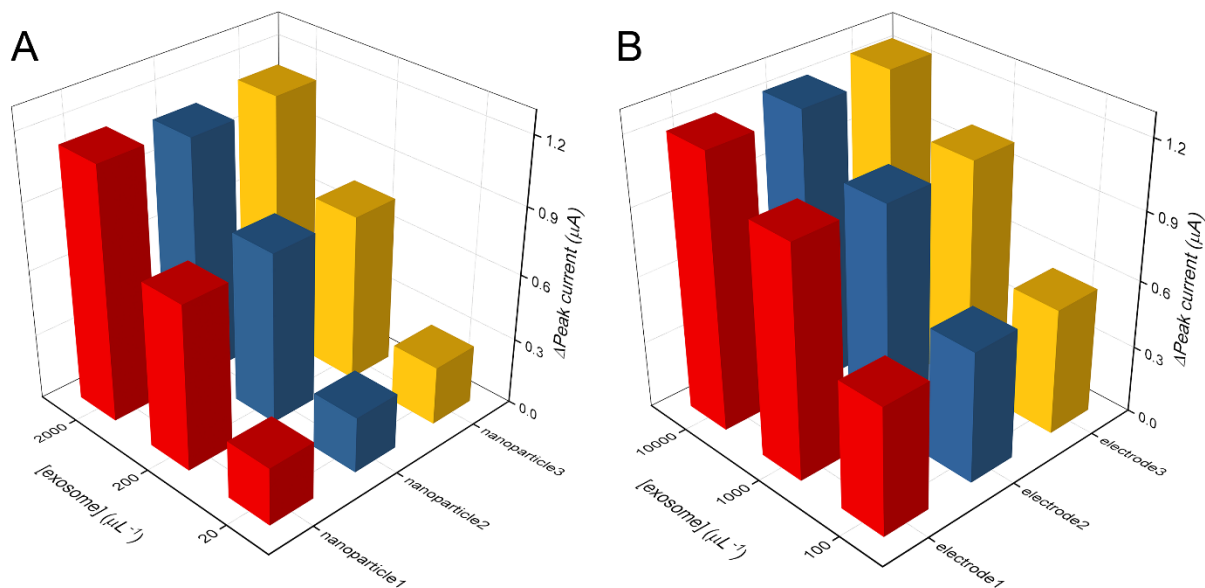 A
1.2
0.9
0.6
0.3
0.0
ΔPeak current (μA)
2000
200
20
[exosome] (μL⁻¹)
nanoparticle3
nanoparticle2
nanoparticle1
B
1.2
0.9
0.6
0.3
0.0
ΔPeak current (μA)
10000
1000
100
[exosome] (μL⁻¹)
electrode3
electrode2
electrode1